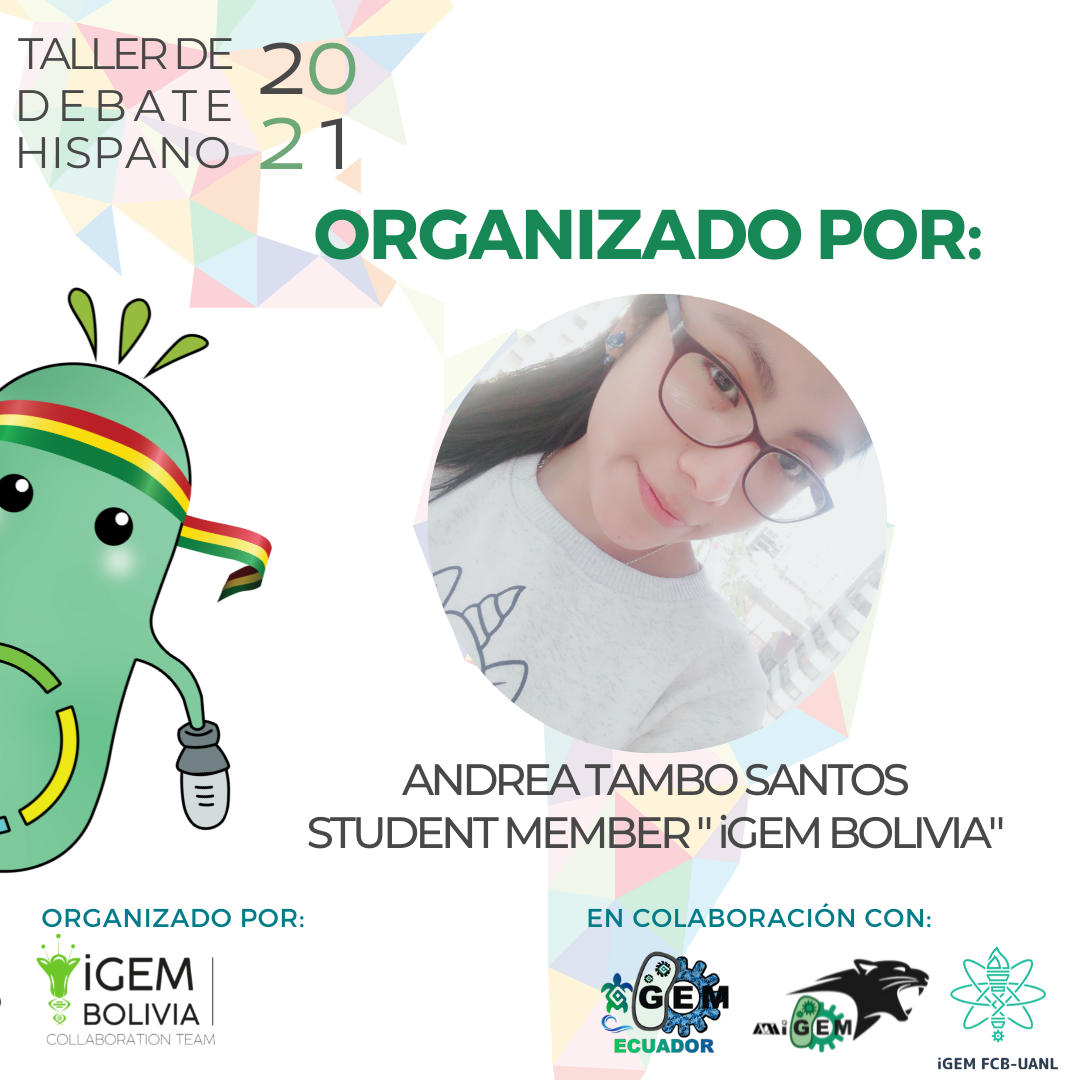 TALLER DE
DEBATE
HISPANO
20
21
ORGANIZADO POR:
ANDREA TAMBO SANTOS
STUDENT MEMBER " iGEM BOLIVIA"
ORGANIZADO POR:
iGEM
BOLIVIA
COLLABORATION TEAM
EN COLABORACIÓN CON:
iGEM
ECUADOR
iGEM
iGEM FCB-UANL